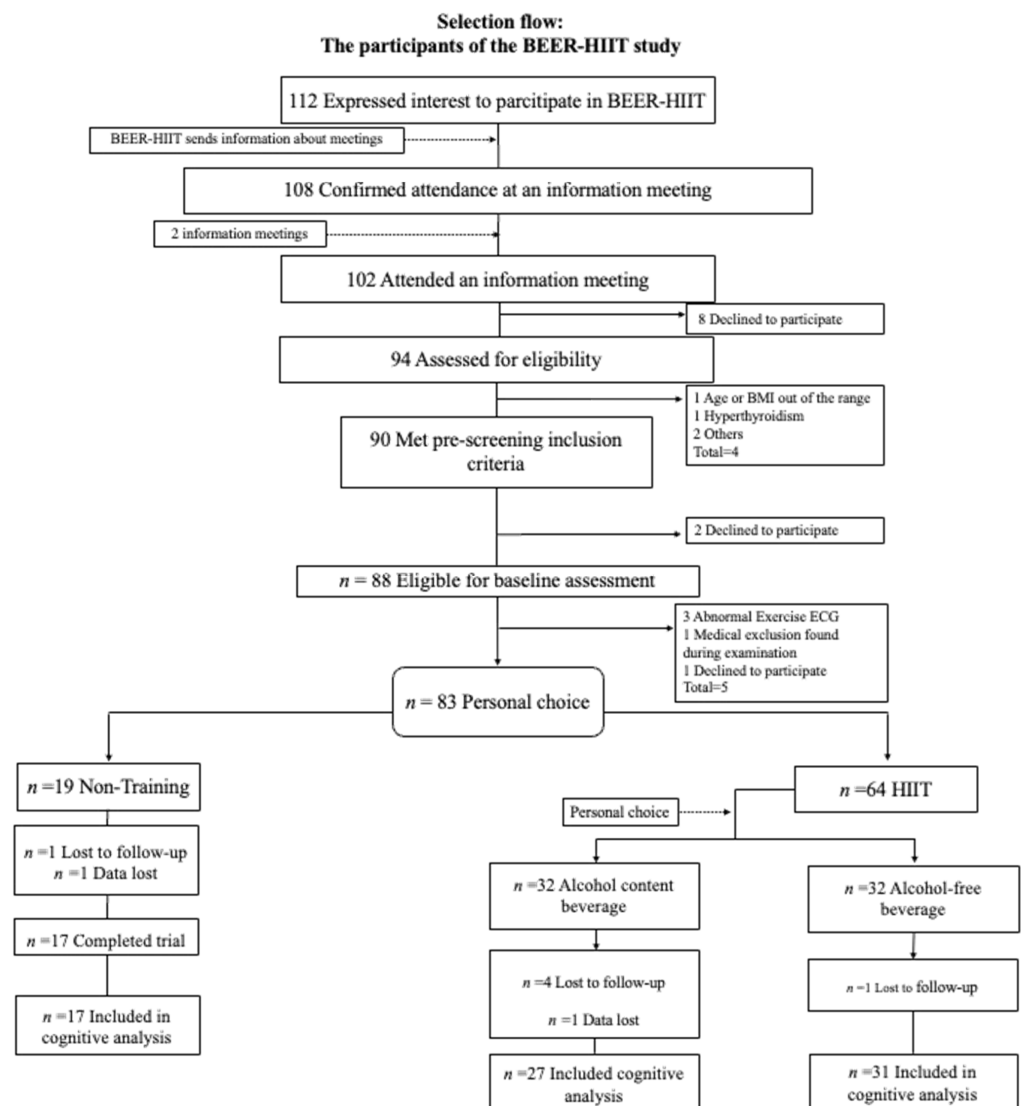 Selection flow:
The participants of the BEER-HIIT study
112 Expressed interest to parcitipate in BEER-HIIT
BEER-HIIT sends information about meetings
108 Confirmed attendance at an information meeting
2 information meetings
102 Attended an information meeting
8 Declined to participate
94 Assessed for eligibility
1 Age or BMI out of the range
1 Hyperthyroidism
2 Others
Total=4
90 Met pre-screening inclusion
criteria
2 Declined to participate
n = 88 Eligible for baseline assessment
3 Abnormal Exercise ECG
1 Medical exclusion found
during examination
1 Declined to participate
Total=5
n = 83 Personal choice
n =19 Non-Training
n =64 HIIT
Personal choice
n =1 Lost to follow-up
n =1 Data lost
n =32 Alcohol content
beverage
n =32 Alcohol-free
beverage
n =17 Completed trial
n =4 Lost to follow-up
n =1 Data lost
n =1 Lost to follow-up
n =17 Included in
cognitive analysis
n =27 Included cognitive
analysis
n =31 Included in
cognitive analysis